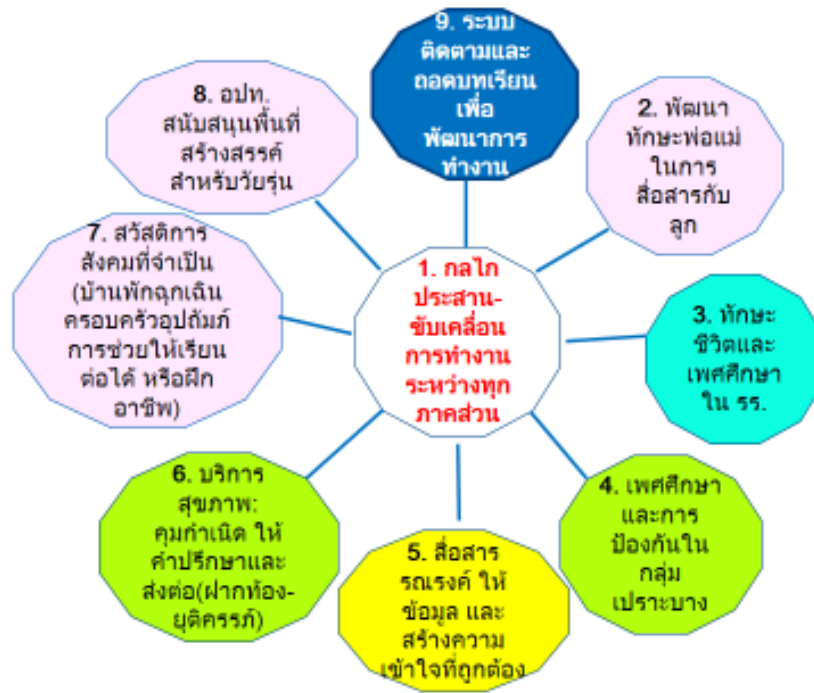 9. ระบบ
ติดตามและ
ถอดบทเรียน
เพื่อ
พัฒนาการ
ทำงาน
8. อปท.
สนับสนุนพื้นที่
สร้างสรรค์
สำหรับวัยรุ่น
2. พัฒนา
ทักษะพ่อแม่
ในการ
สื่อสารกับ
ลูก
7. สวัสดิการ
สังคมที่จำเป็น
(บ้านพักฉุกเฉิน
ครอบครัวอุปถัมภ์
การช่วยให้เรียน
ต่อได้ หรือฝึก
อาชีพ)
1. กลไก
ประสาน-
ขับเคลื่อน
การทำงาน
ระหว่างทุก
ภาคส่วน
3. ทักษะ
ชีวิตและ
เพศศึกษา
ใน รร.
6. บริการ
สุขภาพ:
คุมกำเนิด ให้
คำปรึกษาและ
ส่งต่อ(ฝากท้อง-
ยุติครรภ์)
5. สื่อสาร
รณรงค์ ให้
ข้อมูล และ
สร้างความ
เข้าใจที่ถูกต้อง
4. เพศศึกษา
และการ
ป้องกันใน
กลุ่ม
เปราะบาง